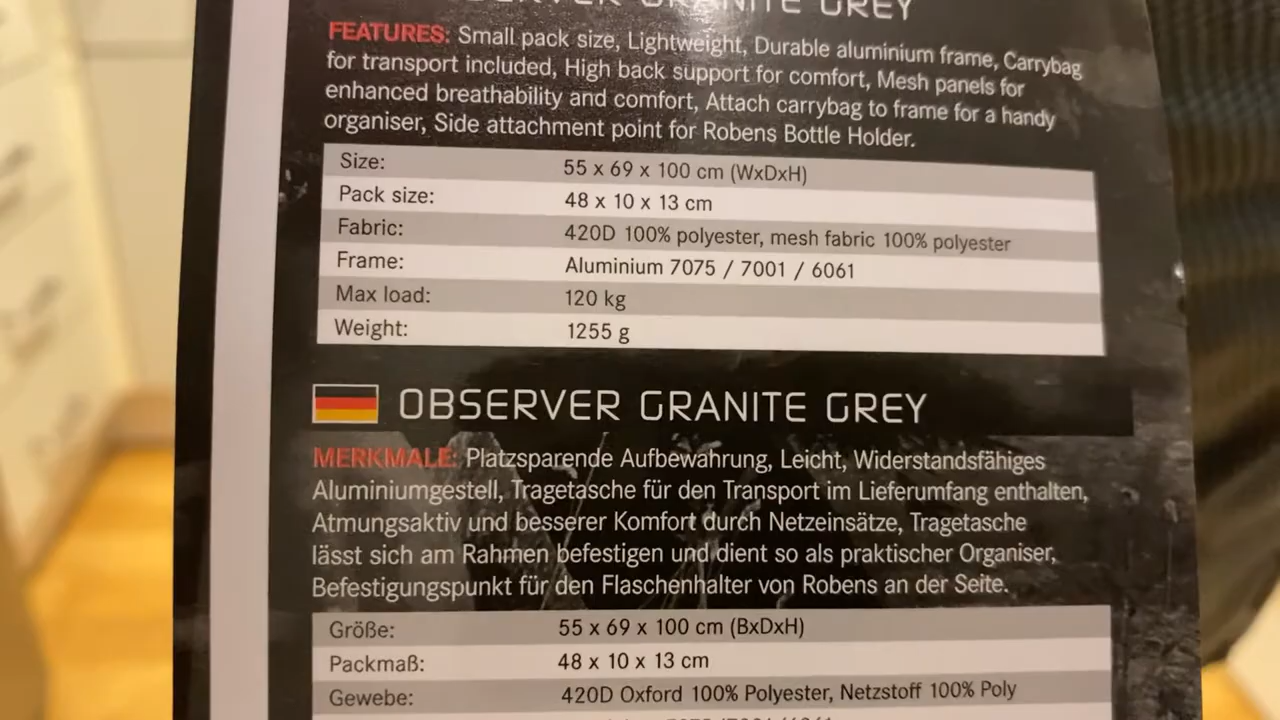 GRANITE GREY
FEATURES: Small pack size, Lightweight, Durable aluminium frame, Carrybag
for transport included, High back support for comfort, Mesh panels for
enhanced breathability and comfort, Attach carrybag to frame for a handy
organiser, Side attachment point for Robens Bottle Holder.
Size: 55 x 69 x 100 cm (WxDxH)
Pack size: 48 x 10 x 13 cm
Fabric: 420D 100% polyester, mesh fabric 100% polyester
Frame: Aluminium 7075 / 7001 / 6061
Max load: 120 kg
Weight: 1255 g
OBSERVER GRANITE GREY
MERKMALE: Platzsparende Aufbewahrung, Leicht, Widerstandsfähiges
Aluminiumgestell, Tragetasche für den Transport im Lieferumfang enthalten,
Atmungsaktiv und besserer Komfort durch Netzeinsätze, Tragetasche
lässt sich am Rahmen befestigen und dient so als praktischer Organiser,
Befestigungspunkt für den Flaschenhalter von Robens an der Seite.
Größe: 55 x 69 x 100 cm (BxDxH)
Packmaß: 48 x 10 x 13 cm
Gewebe: 420D Oxford 100% Polyester, Netzstoff 100% Poly